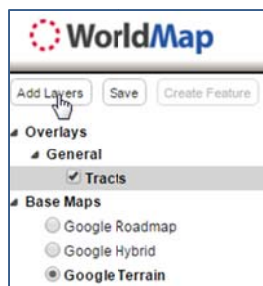 WorldMap
Add Layers Save Create Feature
Overlays
General
Tracts
Base Maps
Google Roadmap
Google Hybrid
Google Terrain